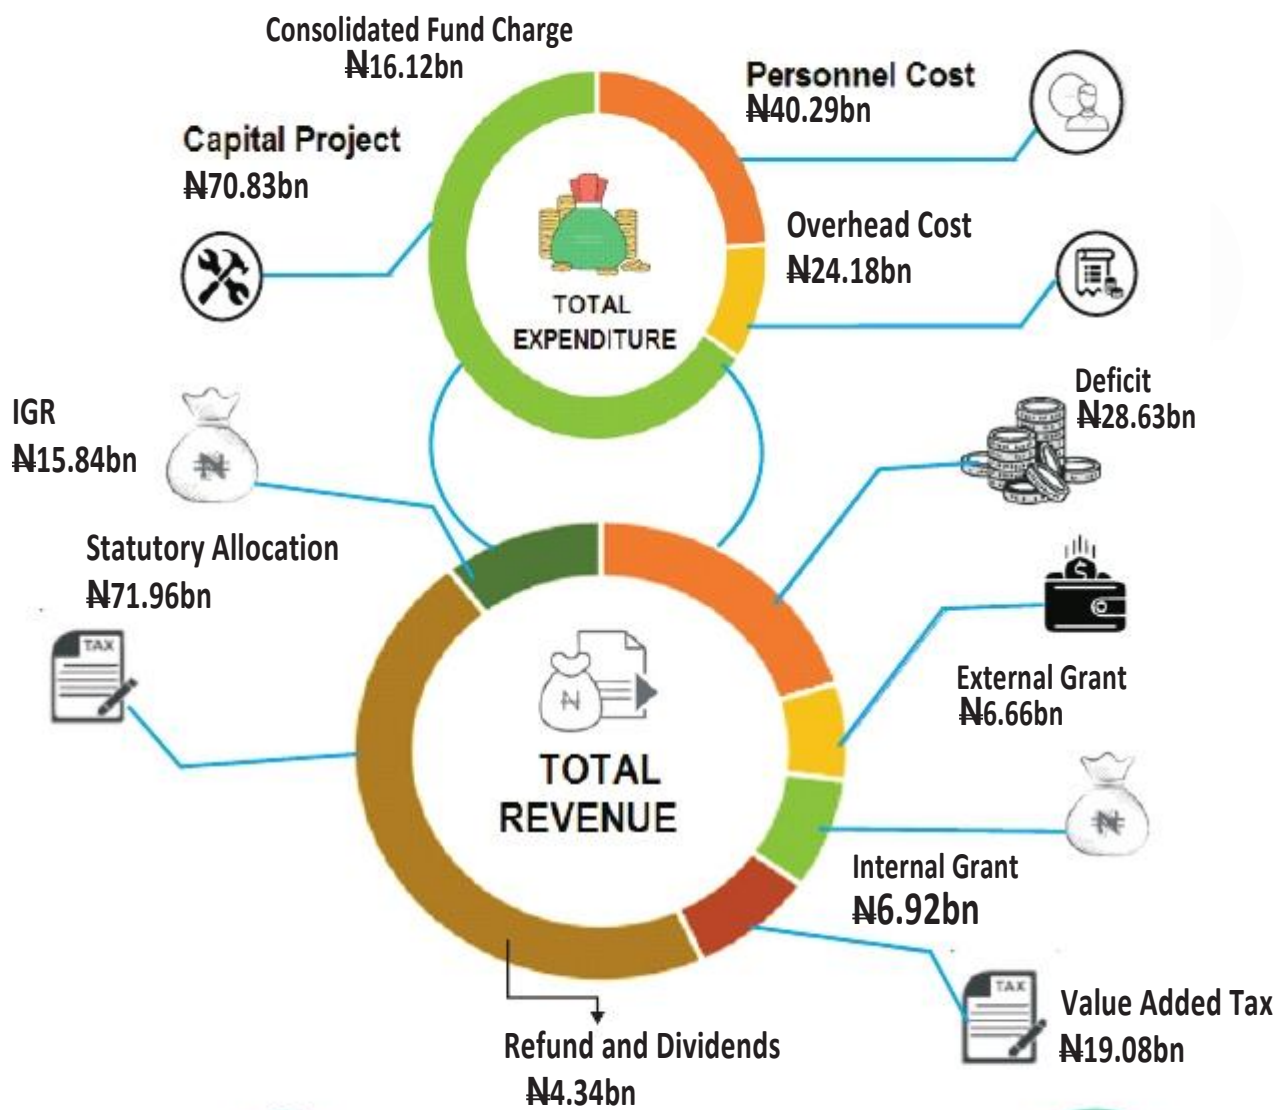 Consolidated Fund Charge
₦16.12bn
Personnel Cost
₦40.29bn
Capital Project
₦70.83bn
Overhead Cost
₦24.18bn
TOTAL
EXPENDITURE
Deficit
₦28.63bn
IGR
₦15.84bn
₦
Statutory Allocation
₦71.96bn
TAX
$
External Grant
₦6.66bn
₦
TOTAL
REVENUE
₦
Internal Grant
₦6.92bn
TAX
Value Added Tax
₦19.08bn
Refund and Dividends
₦4.34bn